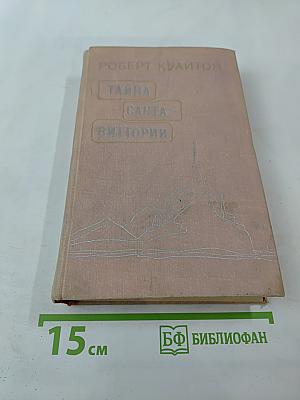 РОБЕРТ КРАЙТОН
ТАЙНА
САНТА-
ВИТТОРИИ
15 см
БФ БИБЛИОФАН